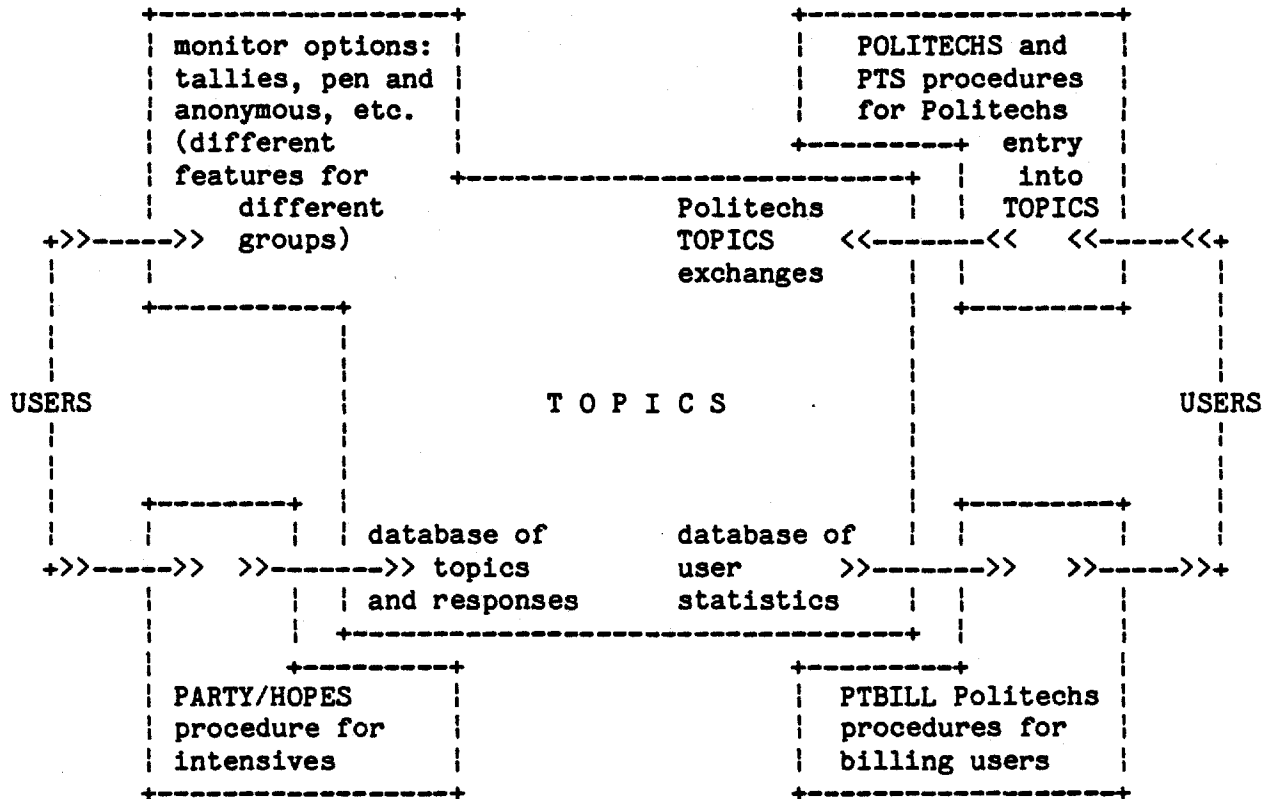 monitor options:
tallies, pen and
anonymous, etc.
(different
features for
different
groups)
POLITECHS and
PTS procedures
for Politechs
entry
into
TOPICS
Politechs
TOPICS
exchanges
USERS
T O P I C S
USERS
database of
topics
and responses
database of
user
statistics
PARTY/HOPES
procedure for
intensives
PTBILL Politechs
procedures for
billing users